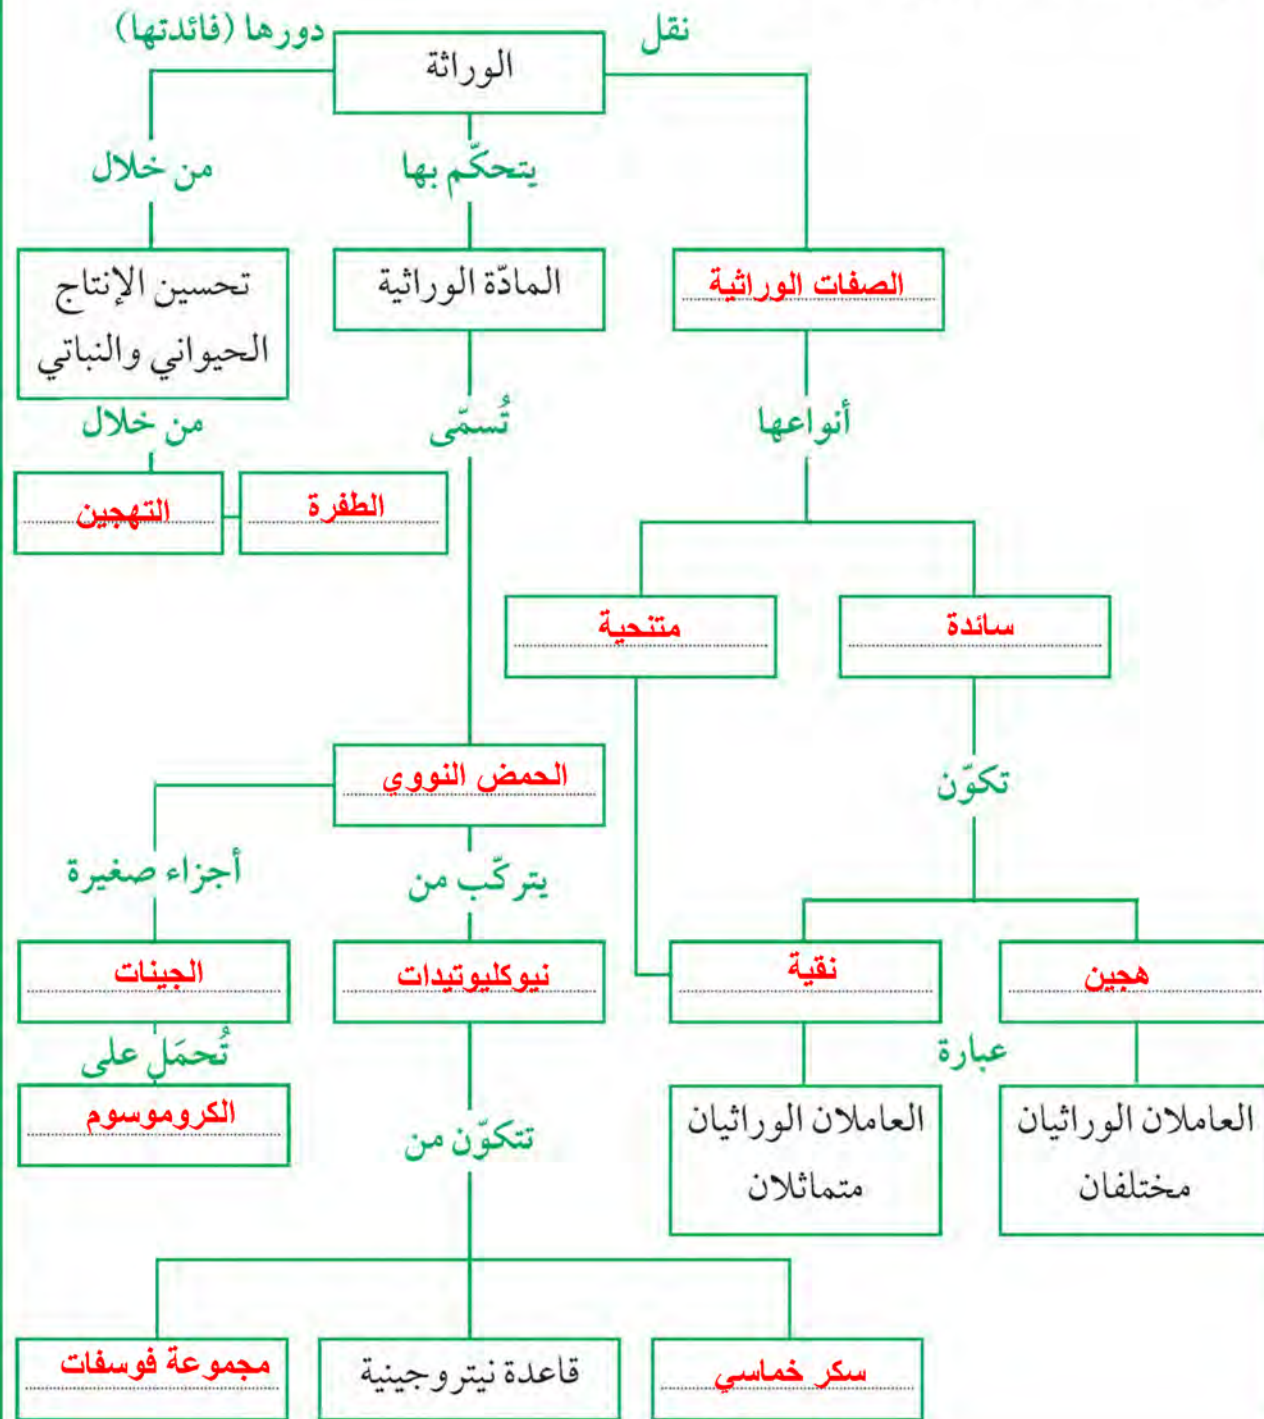 نقل
دورها (فائدتها)
الوراثة
يتحكّم بها
من خلال
الصفات الوراثية
المادّة الوراثية
تحسين الإنتاج
الحيواني والنباتي
أنواعها
تُسمّى
من خلال
الطفرة
التهجين
سائدة
متنحية
الحمض النووي
تكوّن
يتركّب من
أجزاء صغيرة
هجين
نقية
نيوكليوتيدات
الجينات
عبارة
تُحمَل على
الكروموسوم
العاملان الوراثيان
مختلفان
العاملان الوراثيان
متماثلان
تتكوّن من
سكر خماسي
قاعدة نيتروجينية
مجموعة فوسفات